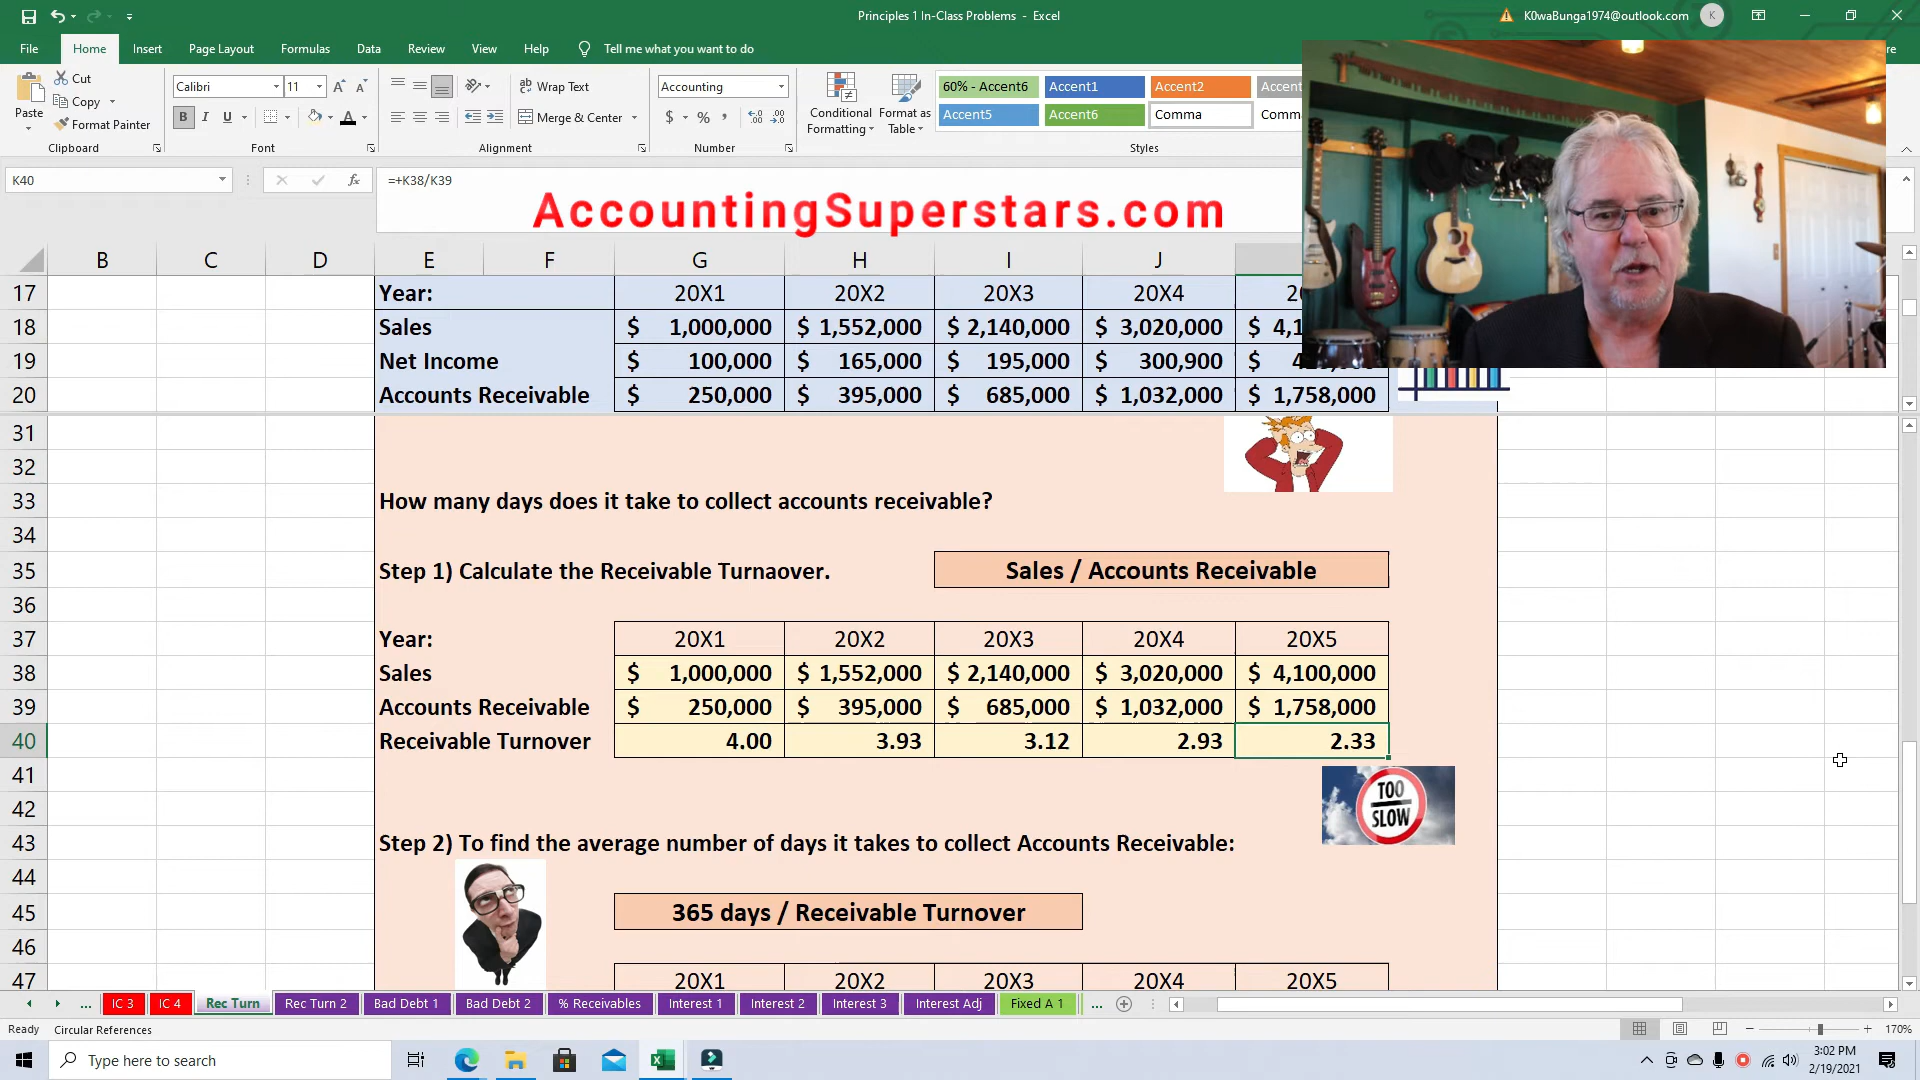 Principles 1 In-Class Problems - Excel
K0waBunga1974@outlook.com
K
File Home Insert Page Layout Formulas Data Review View Help Tell me what you want to do
Paste
Cut
Copy
Format Painter
Clipboard
Calibri 11
B I U
Font
Wrap Text
Merge & Center
Alignment
Accounting
$ % ,
Number
Conditional Formatting
Format as Table
60% - Accent6 Accent1 Accent2
Accent5 Accent6 Comma
Styles
K40 fx =+K38/K39
AccountingSuperstars.com
B C D E F G H I J
17 Year: 20X1 20X2 20X3 20X4
18 Sales $ 1,000,000 $ 1,552,000 $ 2,140,000 $ 3,020,000 $ 4,1
19 Net Income $ 100,000 $ 165,000 $ 195,000 $ 300,900 $
20 Accounts Receivable $ 250,000 $ 395,000 $ 685,000 $ 1,032,000 $ 1,758,000
31
32
33 How many days does it take to collect accounts receivable?
34
35 Step 1) Calculate the Receivable Turnaover. Sales / Accounts Receivable
36
37 Year: 20X1 20X2 20X3 20X4 20X5
38 Sales $ 1,000,000 $ 1,552,000 $ 2,140,000 $ 3,020,000 $ 4,100,000
39 Accounts Receivable $ 250,000 $ 395,000 $ 685,000 $ 1,032,000 $ 1,758,000
40 Receivable Turnover 4.00 3.93 3.12 2.93 2.33
41
TOO
SLOW
42
43 Step 2) To find the average number of days it takes to collect Accounts Receivable:
44
45 365 days / Receivable Turnover
46
47 20X1 20X2 20X3 20X4 20X5
... IC 3 IC 4 Rec Turn Rec Turn 2 Bad Debt 1 Bad Debt 2 % Receivables Interest 1 Interest 2 Interest 3 Interest Adj Fixed A 1 ...
Ready Circular References 170%
Type here to search
3:02 PM
2/19/2021